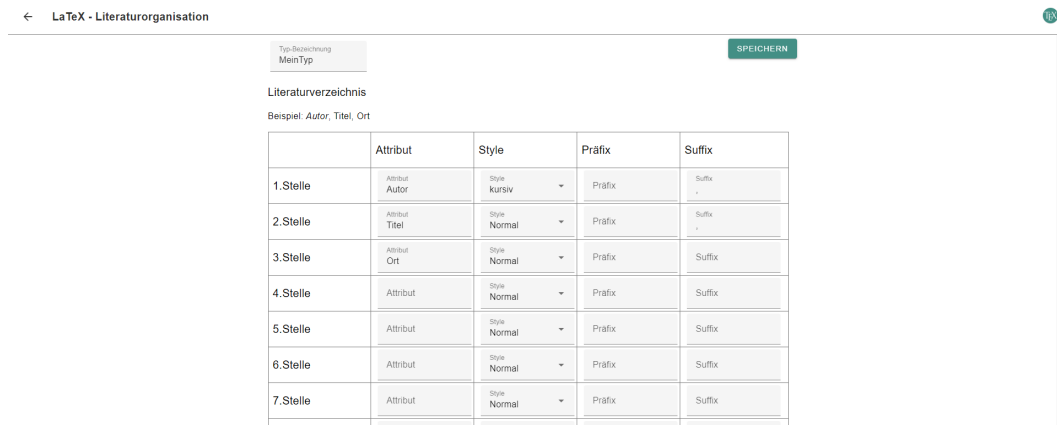 ← LaTeX - Literaturorganisation TEX
Typ-Bezeichnung
MeinTyp
SPEICHERN
Literaturverzeichnis
Beispiel: Autor, Titel, Ort
Attribut Style Präfix Suffix
1.Stelle Attribut Autor Style kursiv Präfix Suffix ,
2.Stelle Attribut Titel Style Normal Präfix Suffix ,
3.Stelle Attribut Ort Style Normal Präfix Suffix
4.Stelle Attribut Style Normal Präfix Suffix
5.Stelle Attribut Style Normal Präfix Suffix
6.Stelle Attribut Style Normal Präfix Suffix
7.Stelle Attribut Style Normal Präfix Suffix